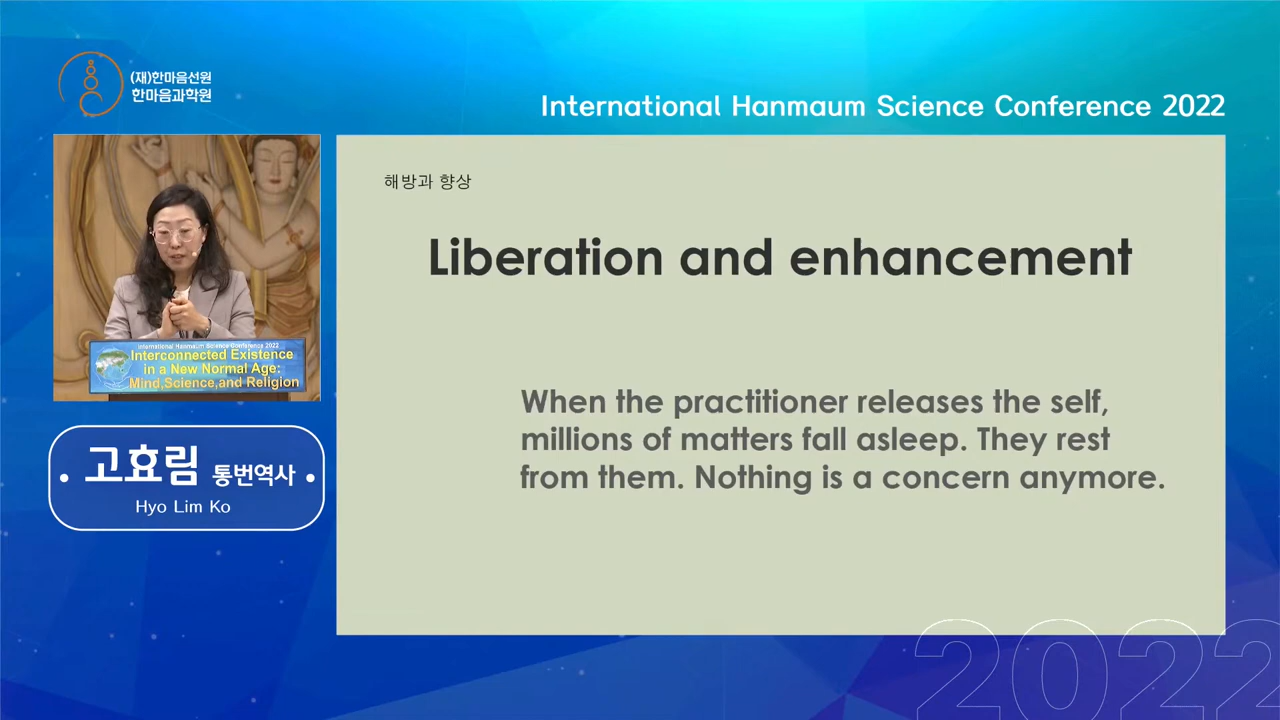 (재)한마음선원
한마음과학원
International Hanmaum Science Conference 2022
해방과 향상
Liberation and enhancement
When the practitioner releases the self,
millions of matters fall asleep. They rest
from them. Nothing is a concern anymore.
International Hanmaum Science Conference 2022
Interconnected Existence
in a New Normal Age:
Mind,Science,and Religion
고효림 통번역사
Hyo Lim Ko
2022